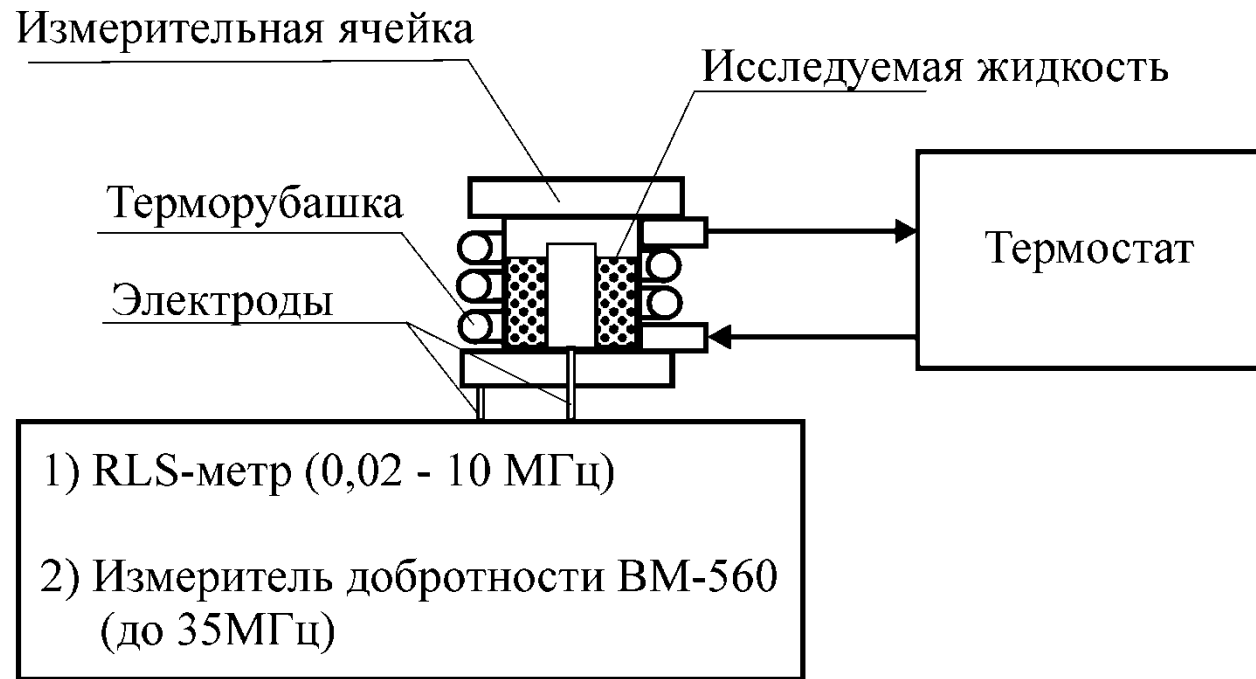 Измерительная ячейка
Исследуемая жидкость
Терморубашка
Термостат
Электроды
1) RLS-метр (0,02 - 10 МГц)
2) Измеритель добротности ВМ-560
(до 35МГц)